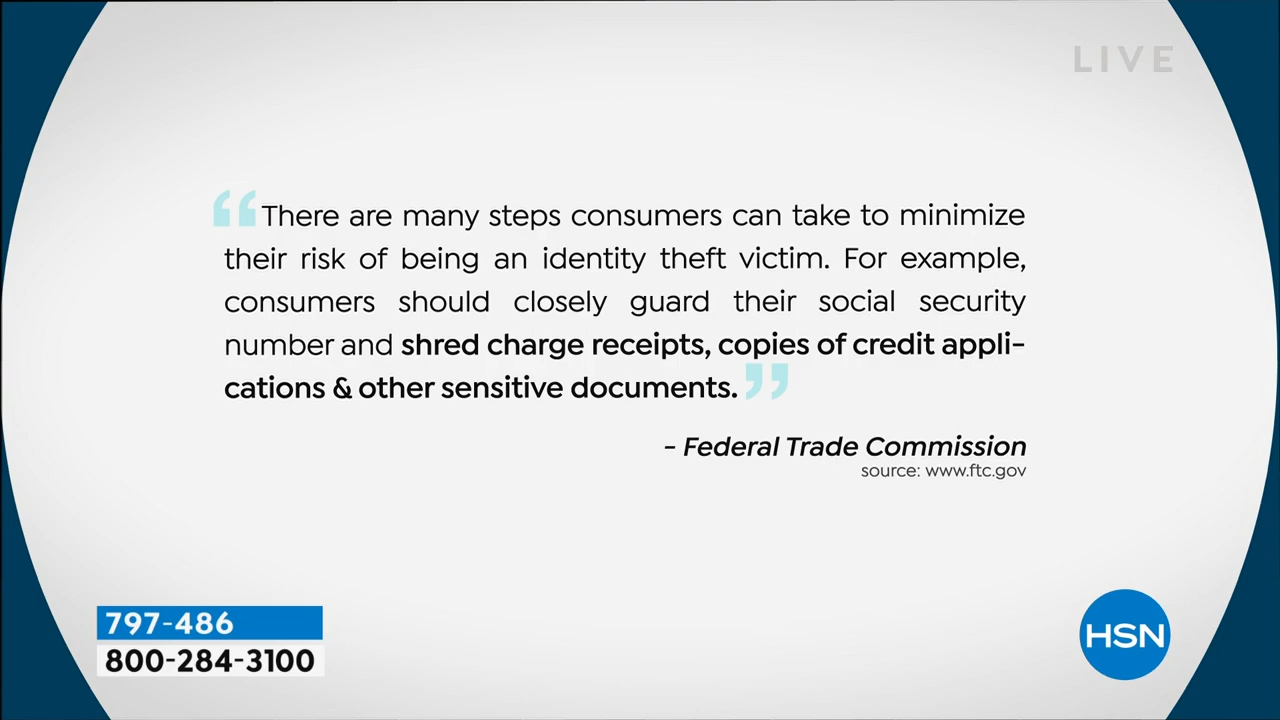 LIVE
“There are many steps consumers can take to minimize
their risk of being an identity theft victim. For example,
consumers should closely guard their social security
number and shred charge receipts, copies of credit appli-
cations & other sensitive documents.”
- Federal Trade Commission
source: www.ftc.gov
797-486
800-284-3100
HSN